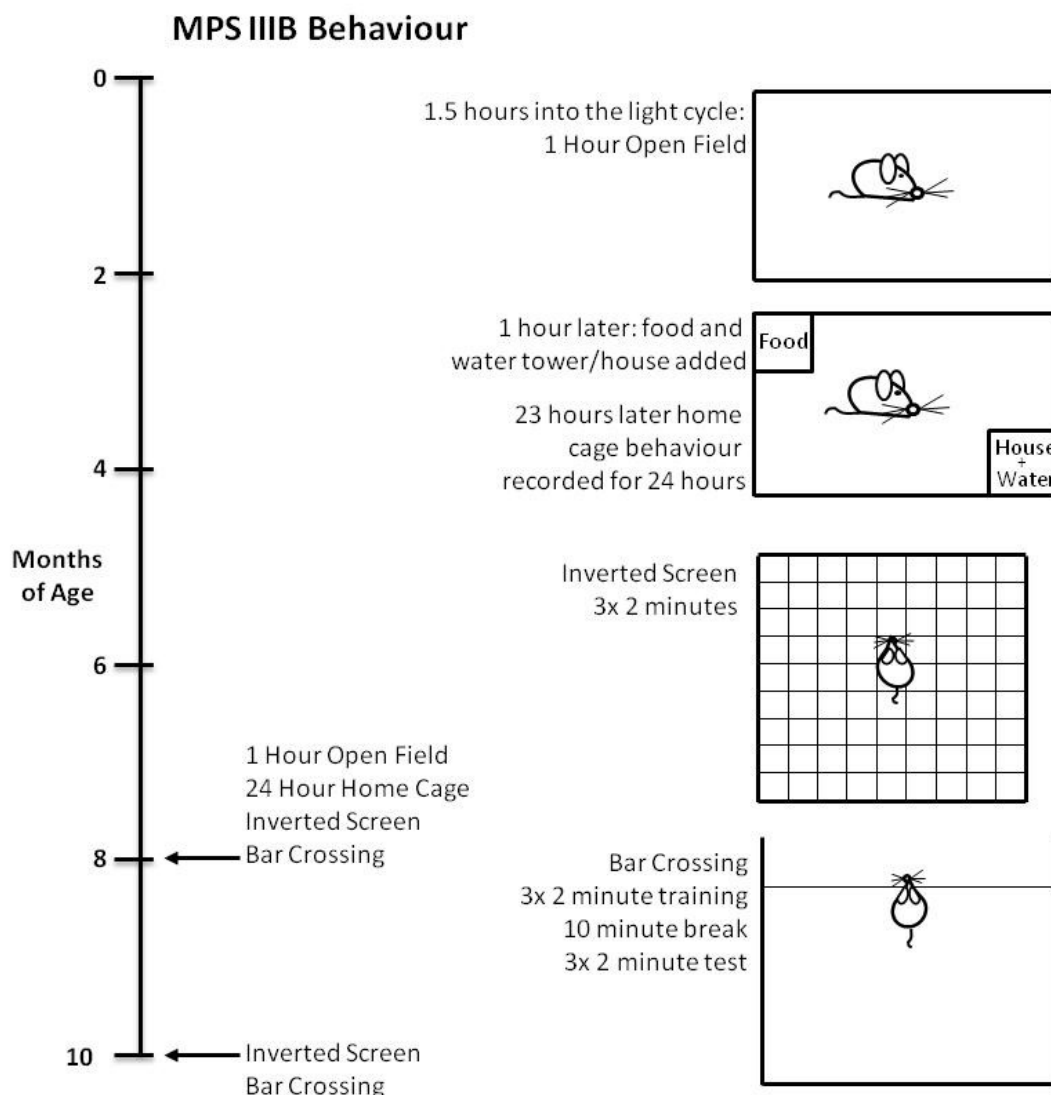 MPS IIIB Behaviour
0
2
4
Months
of Age
6
8
10
1 Hour Open Field
24 Hour Home Cage
Inverted Screen
Bar Crossing
Inverted Screen
Bar Crossing
1.5 hours into the light cycle:
1 Hour Open Field
1 hour later: food and
water tower/house added
23 hours later home
cage behaviour
recorded for 24 hours
Food
House
+
Water
Inverted Screen
3x 2 minutes
Bar Crossing
3x 2 minute training
10 minute break
3x 2 minute test